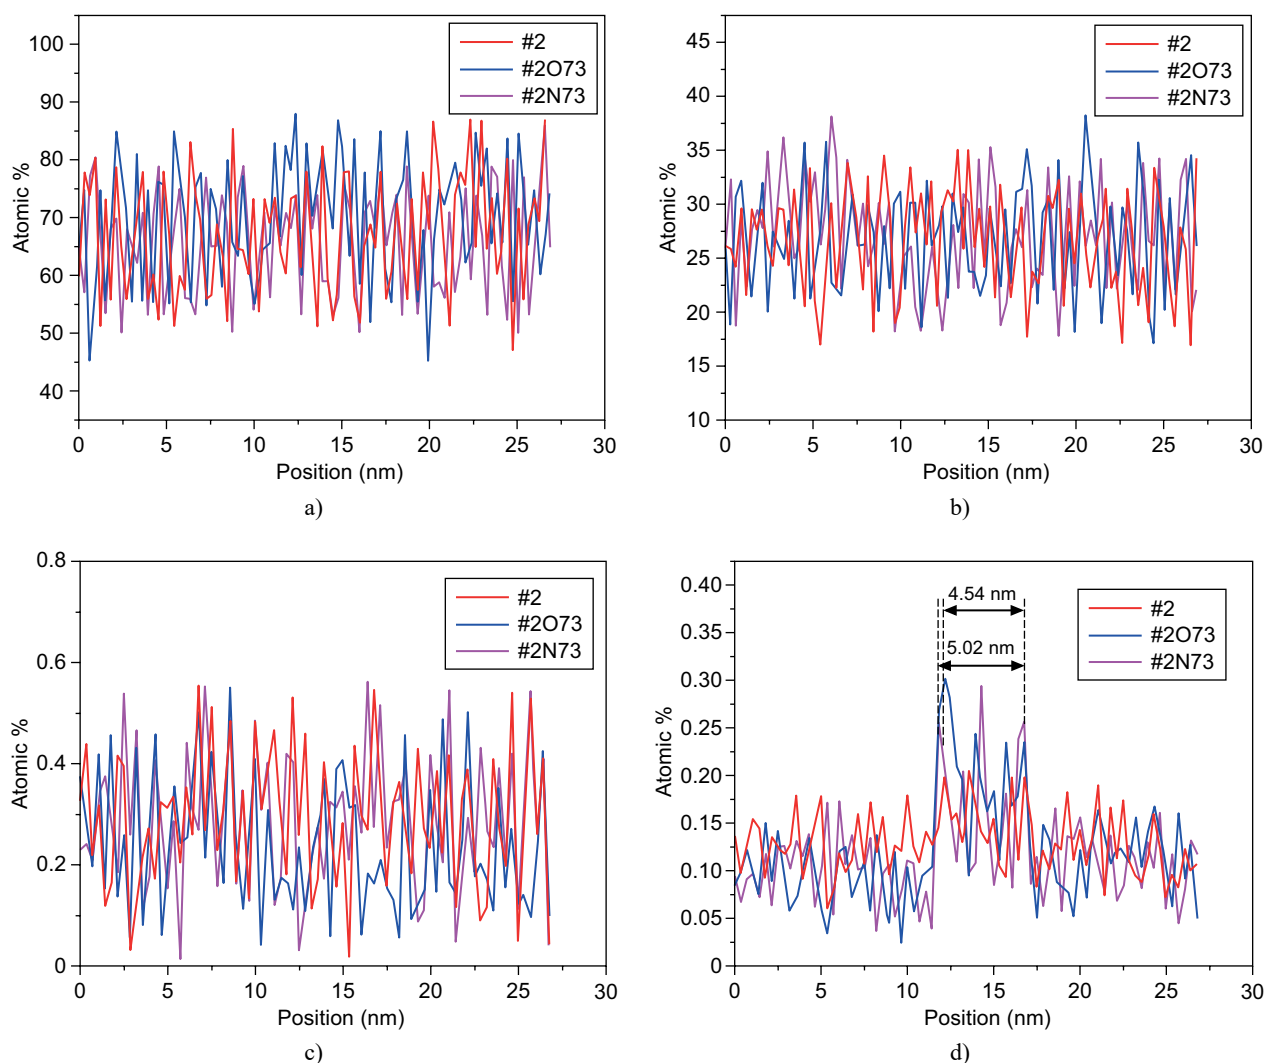 100
90
80
70
60
50
40
Atomic %
0
5
10
15
20
25
30
Position (nm)
#2
#2O73
#2N73
a)
45
40
35
30
25
20
15
10
Atomic %
0
5
10
15
20
25
30
Position (nm)
#2
#2O73
#2N73
b)
0.8
0.6
0.4
0.2
0
Atomic %
0
5
10
15
20
25
30
Position (nm)
#2
#2O73
#2N73
c)
0.40
0.35
0.30
0.25
0.20
0.15
0.10
0.05
0
Atomic %
0
5
10
15
20
25
30
Position (nm)
4.54 nm
5.02 nm
#2
#2O73
#2N73
d)